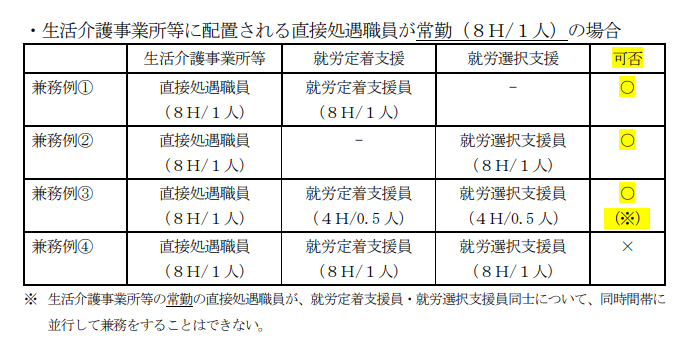 ・生活介護事業所等に配置される直接処遇職員が常勤（８Ｈ/１人）の場合
生活介護事業所等 就労定着支援 就労選択支援 可否
兼務例① 直接処遇職員 就労定着支援員 － ○
（８Ｈ/１人） （８Ｈ/１人）
兼務例② 直接処遇職員 － 就労選択支援員 ○
（８Ｈ/１人） （８Ｈ/１人）
兼務例③ 直接処遇職員 就労定着支援員 就労選択支援員 ○
（８Ｈ/１人） （４Ｈ/0.5 人） （４Ｈ/0.5 人） （※）
兼務例④ 直接処遇職員 就労定着支援員 就労選択支援員 ×
（８Ｈ/１人） （８Ｈ/１人） （８Ｈ/１人）
※ 生活介護事業所等の常勤の直接処遇職員が、就労定着支援員・就労選択支援員同士について、同時間帯に
並行して兼務をすることはできない。